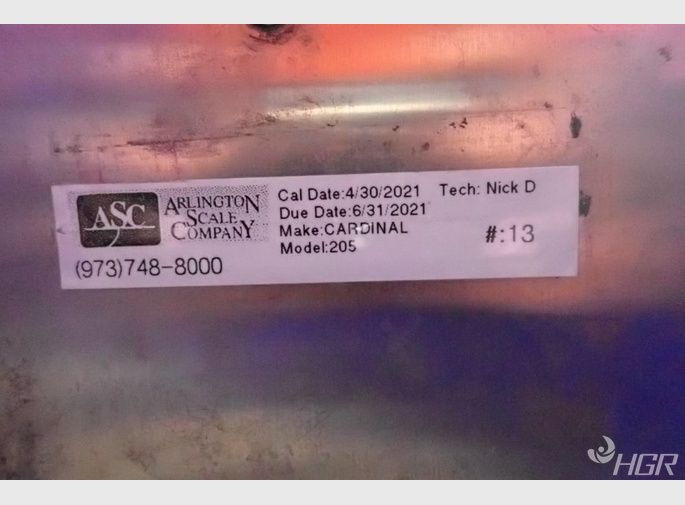 ASC
ARLINGTON
SCALE
COMPANY
(973)748-8000
Cal Date:4/30/2021 Tech: Nick D
Due Date:6/31/2021
Make:CARDINAL
Model:205
#:13
HGR